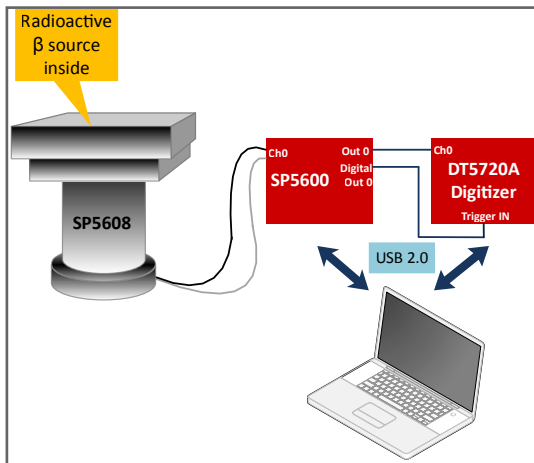 Radioactive
β source
inside
SP5608
Ch0
SP5600
Out 0
Digital
Out 0
Ch0
DT5720A
Digitizer
Trigger IN
USB 2.0